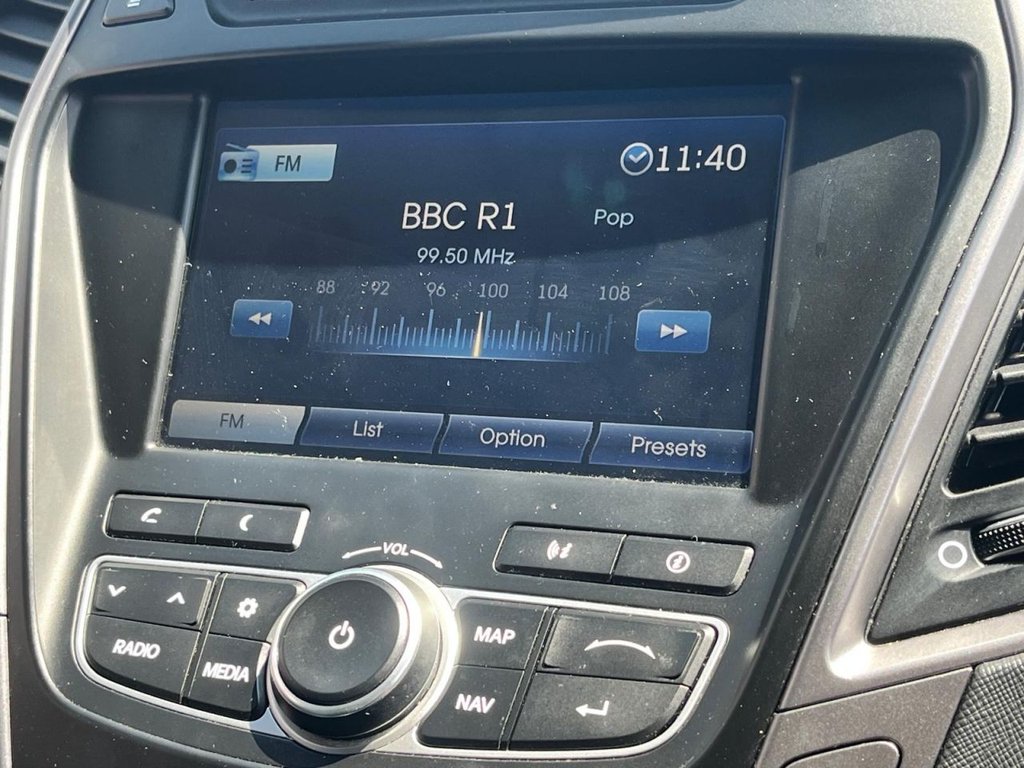 FM
11:40
BBC R1
Pop
99.50 MHz
88 92 96 100 104 108
FM List Option Presets
VOL
RADIO
MEDIA
MAP
NAV